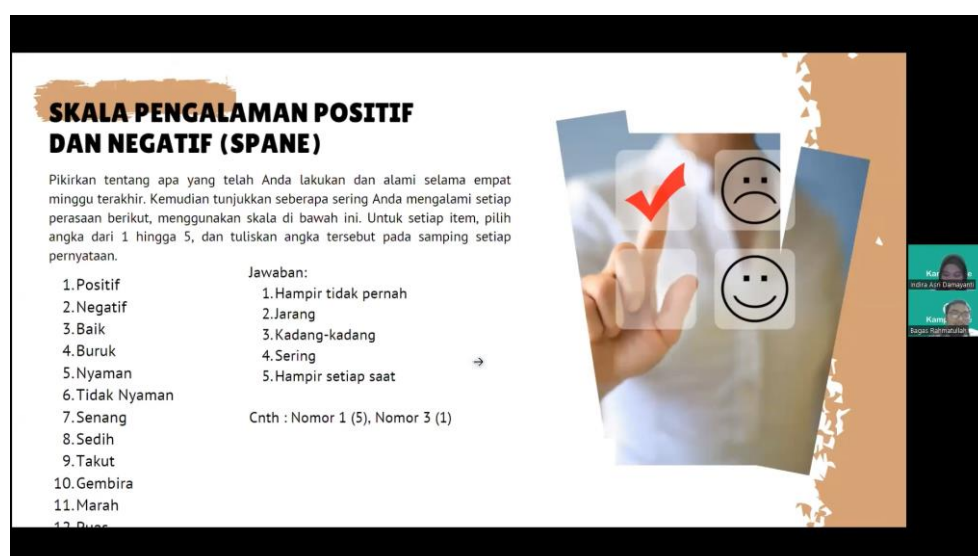 SKALA PENGALAMAN POSITIF
DAN NEGATIF (SPANE)
Pikirkan tentang apa yang telah Anda lakukan dan alami selama empat
minggu terakhir. Kemudian tunjukkan seberapa sering Anda mengalami setiap
perasaan berikut, menggunakan skala di bawah ini. Untuk setiap item, pilih
angka dari 1 hingga 5, dan tuliskan angka tersebut pada samping setiap
pernyataan.
1.Positif
2.Negatif
3.Baik
4.Buruk
5.Nyaman
6.Tidak Nyaman
7.Senang
8.Sedih
9.Takut
10.Gembira
11.Marah
12.Puas
Jawaban:
1.Hampir tidak pernah
2.Jarang
3.Kadang-kadang
4.Sering
5.Hampir setiap saat
Cnth : Nomor 1 (5), Nomor 3 (1)
Indira Asri Damayanti
Bagas Rahmatullah